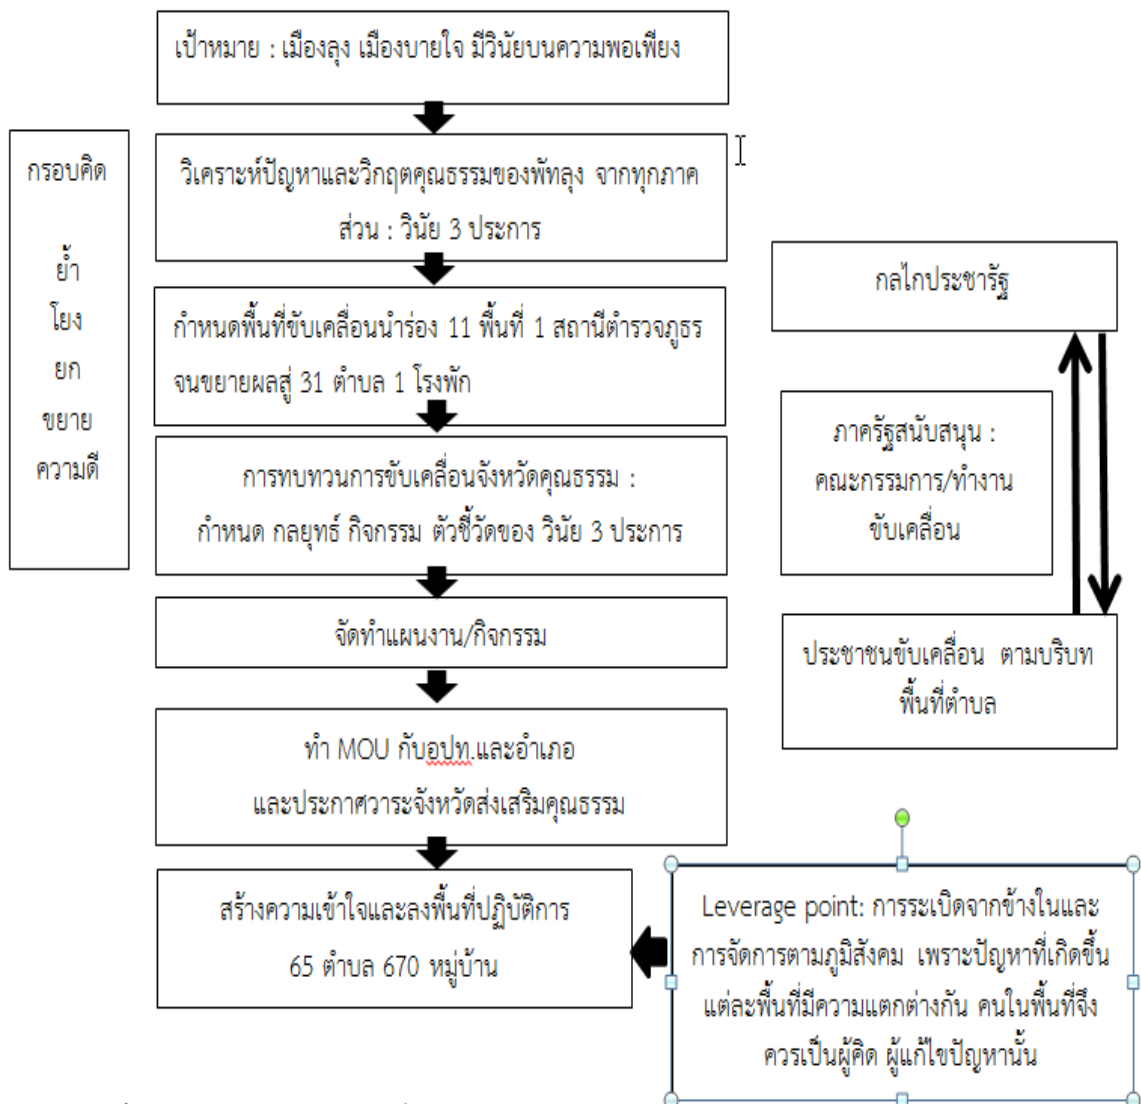 เป้าหมาย : เมืองลุง เมืองบายใจ มีวินัยบนความพอเพียง
กรอบคิด
ย้ำ
โยง
ยก
ขยาย
ความดี
วิเคราะห์ปัญหาและวิกฤตคุณธรรมของพัทลุง จากทุกภาค
ส่วน : วินัย 3 ประการ
กำหนดพื้นที่ขับเคลื่อนนำร่อง 11 พื้นที่ 1 สถานีตำรวจภูธร
จนขยายผลสู่ 31 ตำบล 1 โรงพัก
การทบทวนการขับเคลื่อนจังหวัดคุณธรรม :
กำหนด กลยุทธ์ กิจกรรม ตัวชี้วัดของ วินัย 3 ประการ
จัดทำแผนงาน/กิจกรรม
ทำ MOU กับอปท.และอำเภอ
และประกาศวาระจังหวัดส่งเสริมคุณธรรม
สร้างความเข้าใจและลงพื้นที่ปฏิบัติการ
65 ตำบล 670 หมู่บ้าน
กลไกประชารัฐ
ภาครัฐสนับสนุน :
คณะกรรมการ/ทำงาน
ขับเคลื่อน
ประชาชนขับเคลื่อน ตามบริบท
พื้นที่ตำบล
Leverage point: การระเบิดจากข้างในและ
การจัดการตามภูมิสังคม เพราะปัญหาที่เกิดขึ้น
แต่ละพื้นที่มีความแตกต่างกัน คนในพื้นที่จึง
ควรเป็นผู้คิด ผู้แก้ไขปัญหานั้น